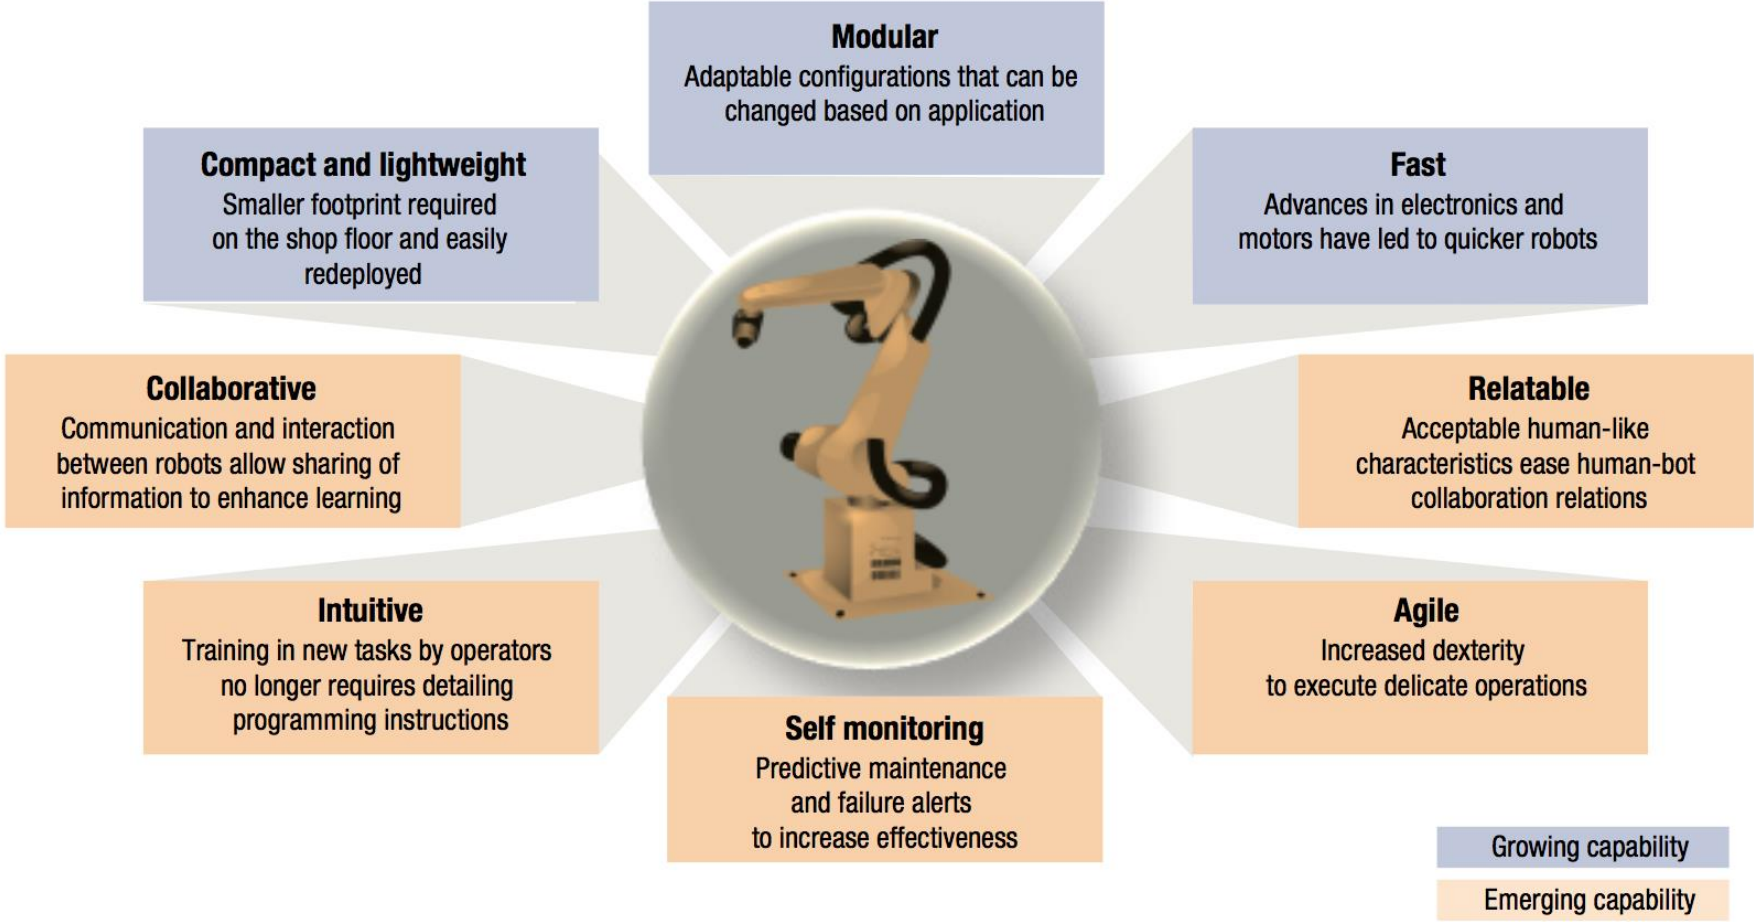 Modular
Adaptable configurations that can be
changed based on application
Compact and lightweight
Smaller footprint required
on the shop floor and easily
redeployed
Fast
Advances in electronics and
motors have led to quicker robots
Collaborative
Communication and interaction
between robots allow sharing of
information to enhance learning
Relatable
Acceptable human-like
characteristics ease human-bot
collaboration relations
Intuitive
Training in new tasks by operators
no longer requires detailing
programming instructions
Agile
Increased dexterity
to execute delicate operations
Self monitoring
Predictive maintenance
and failure alerts
to increase effectiveness
Growing capability
Emerging capability